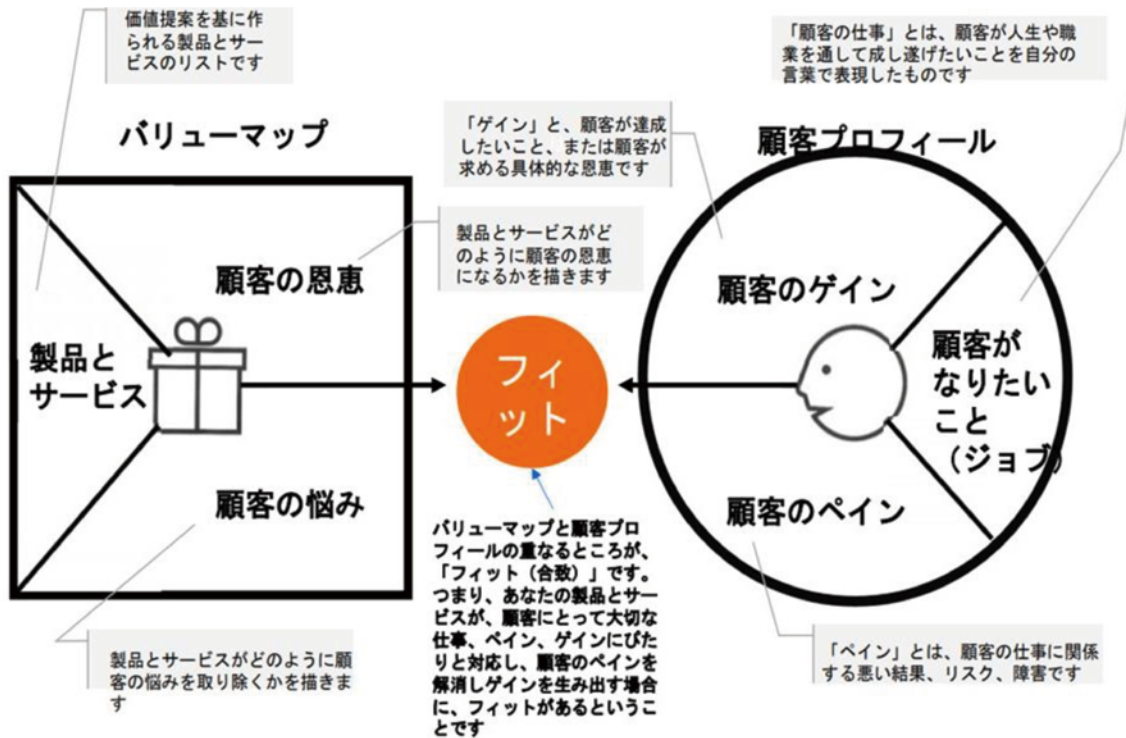 価値提案を基に作
られる製品とサー
ビスのリストです
「顧客の仕事」とは、顧客が人生や職
業を通して成し遂げたいことを自分の
言葉で表現したものです
バリューマップ
「ゲイン」と、顧客が達成
したいこと、または顧客が
求める具体的な恩恵です
顧客プロフィール
製品とサービスがど
のように顧客の恩恵
になるかを描きます
顧客の恩恵
製品と
サービス
顧客の悩み
フィ
ット
顧客のゲイン
顧客が
なりたい
こと
（ジョブ）
顧客のペイン
バリューマップと顧客プロ
フィールの重なるところが、
「フィット（合致）」です。
つまり、あなたの製品とサー
ビスが、顧客にとって大切な
仕事、ペイン、ゲインにぴた
りと対応し、顧客のペインを
解消しゲインを生み出す場合
に、フィットがあるというこ
とです
製品とサービスがどのように顧
客の悩みを取り除くかを描きま
す
「ペイン」とは、顧客の仕事に関係
する悪い結果、リスク、障害です